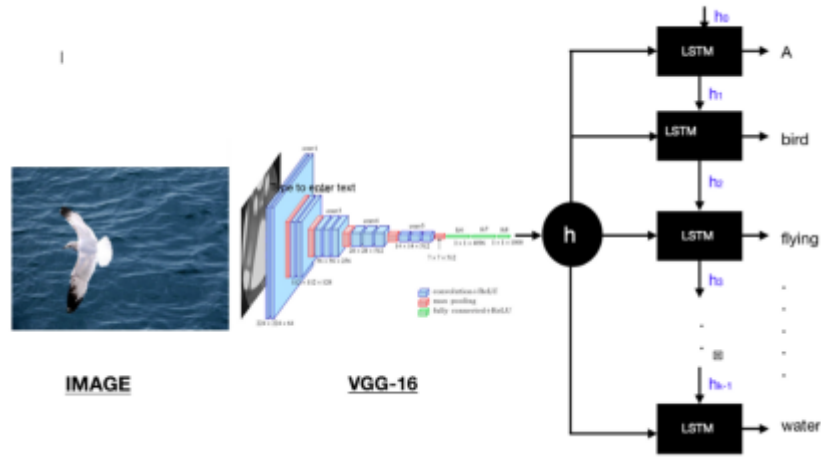 h₀
LSTM
A
h₁
LSTM
bird
h₂
LSTM
flying
h₃
h
Type to enter text
convolution+ReLU
max pooling
fully connected+ReLU
IMAGE
VGG-16
hₖ₋₁
LSTM
water